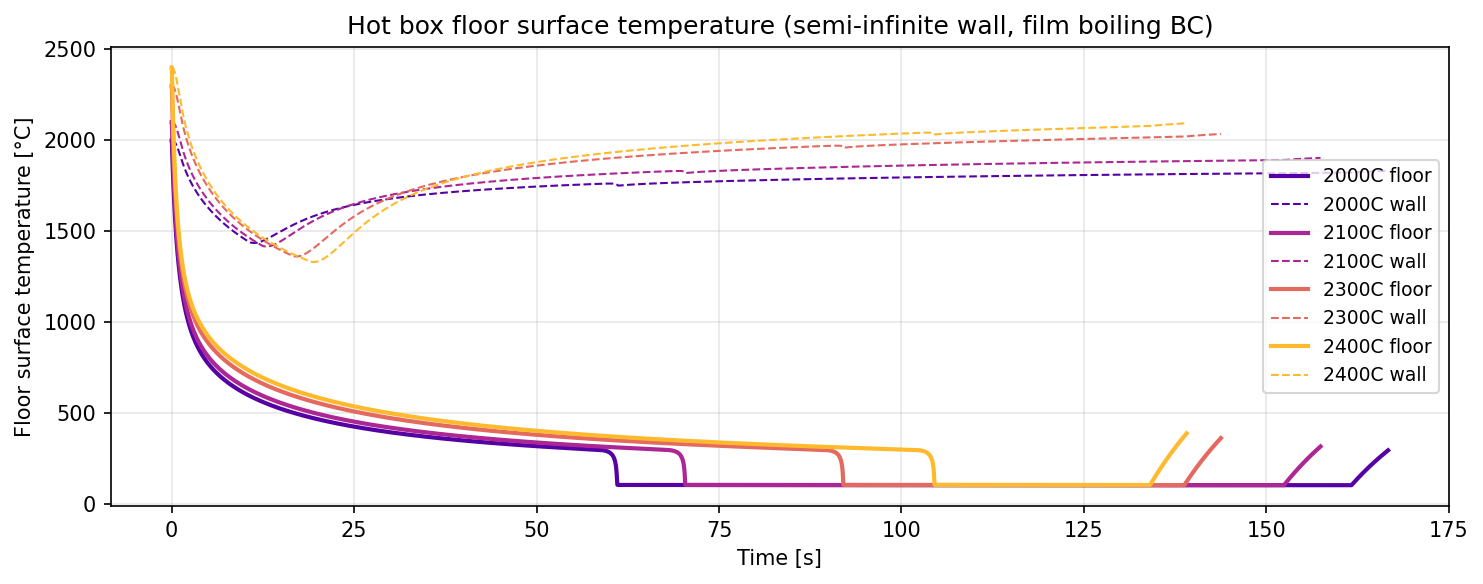 Hot box floor surface temperature (semi-infinite wall, film boiling BC)
Floor surface temperature [°C]
2500
2000
1500
1000
500
0
2000C floor
2000C wall
2100C floor
2100C wall
2300C floor
2300C wall
2400C floor
2400C wall
0 25 50 75 100 125 150 175
Time [s]